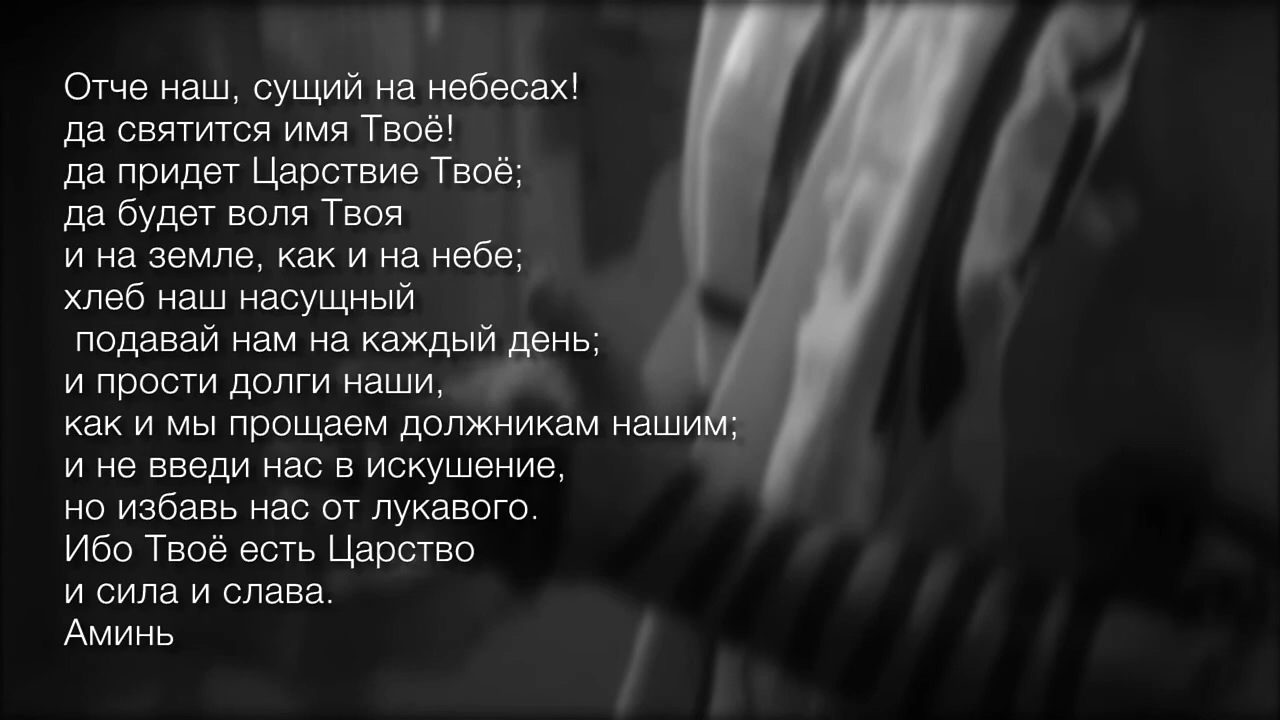 Отче наш, сущий на небесах!
да святится имя Твоё!
да придет Царствие Твоё;
да будет воля Твоя
и на земле, как и на небе;
хлеб наш насущный
подавай нам на каждый день;
и прости долги наши,
как и мы прощаем должникам нашим;
и не введи нас в искушение,
но избавь нас от лукавого.
Ибо Твоё есть Царство
и сила и слава.
Аминь